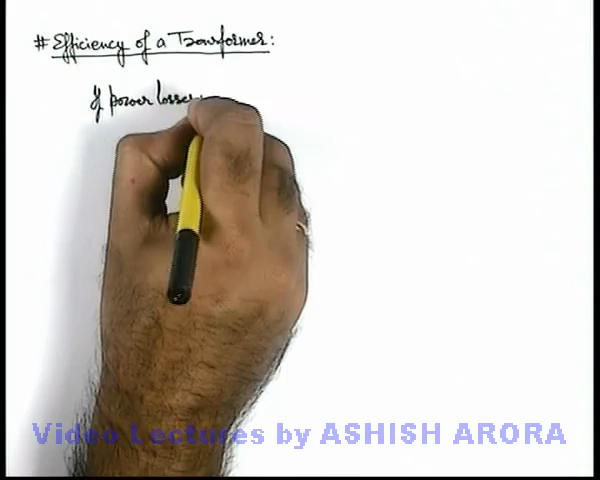 # Efficiency of a Transformer:
If power losses
Video Lectures by ASHISH ARORA